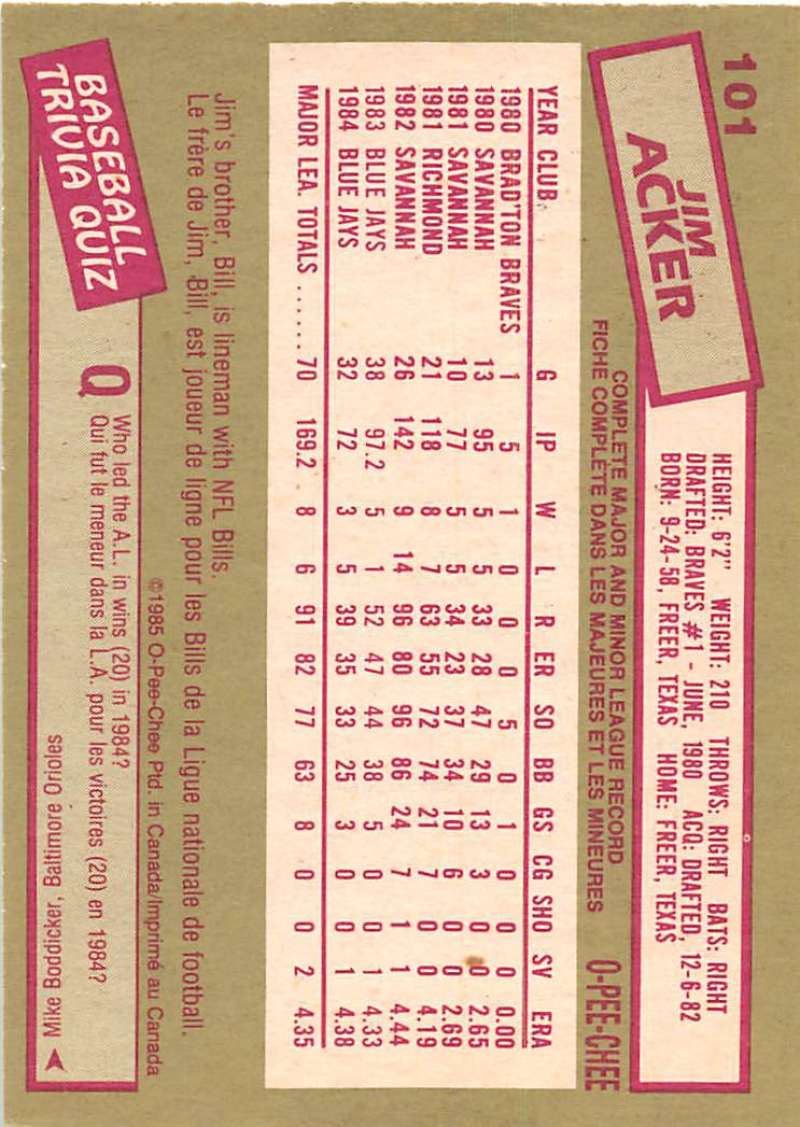 101
JIM
ACKER
HEIGHT: 6'2" WEIGHT: 210 THROWS: RIGHT BATS: RIGHT
DRAFTED: BRAVES #1 - JUNE, 1980 ACQ: DRAFTED, 12-6-82
BORN: 9-24-58, FREER, TEXAS HOME: FREER, TEXAS
COMPLETE MAJOR AND MINOR LEAGUE RECORD
FICHE COMPLÈTE DANS LES MAJEURES ET LES MINEURES
O-PEE-CHEE
YEAR CLUB G IP W L R ER SO BB GS CG SHO SV ERA
1980 BRAD'TON BRAVES 1 5 1 0 0 0 5 0 1 0 0 0 0.00
1980 SAVANNAH 13 95 5 5 33 28 47 29 13 3 0 0 2.65
1981 SAVANNAH 10 77 5 5 34 23 37 34 10 6 0 0 2.69
1981 RICHMOND 21 118 8 7 63 55 72 74 21 7 0 0 4.19
1982 SAVANNAH 26 142 9 14 96 80 96 86 24 7 1 1 4.44
1983 BLUE JAYS 38 97.2 5 1 52 47 44 38 5 0 0 1 4.33
1984 BLUE JAYS 32 72 3 5 39 35 33 25 3 0 0 1 4.38
MAJOR LEA. TOTALS ...... 70 169.2 8 6 91 82 77 63 8 0 0 2 4.35
Jim's brother, Bill, is lineman with NFL Bills.
Le frère de Jim, Bill, est joueur de ligne pour les Bills de la Ligue nationale de football.
©1985 O-Pee-Chee Ptd. in Canada/Imprimé au Canada
BASEBALL
TRIVIA QUIZ
Q Who led the A.L. in wins (20) in 1984?
Qui fut le meneur dans la L.A. pour les victoires (20) en 1984?
Mike Boddicker, Baltimore Orioles